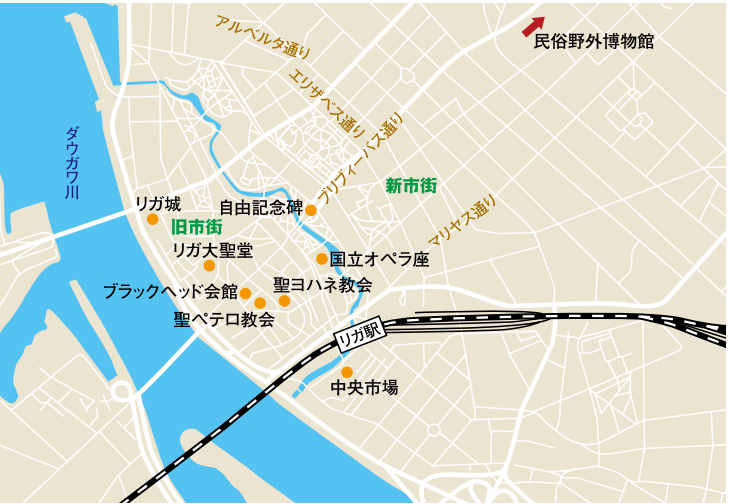 アルベルタ通り
民俗野外博物館
エリザベス通り
ブリヴィーバス通り
ダウガワ川
新市街
リガ城
自由記念碑
マリヤス通り
旧市街
リガ大聖堂
国立オペラ座
ブラックヘッド会館
聖ヨハネ教会
聖ペテロ教会
リガ駅
中央市場